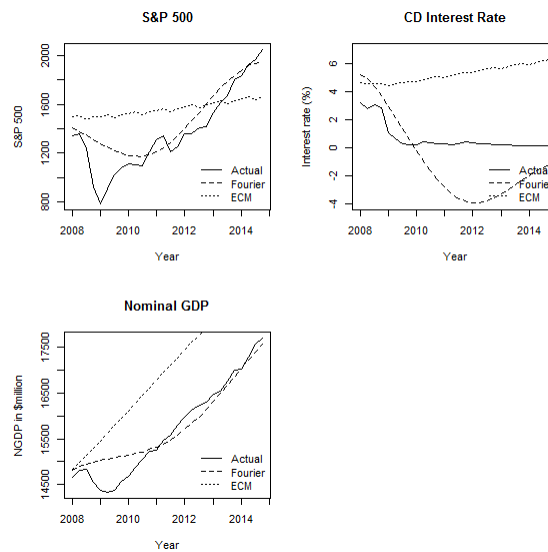 S&P 500
S&P 500
800
1200
1600
2000
2008
2010
2012
2014
Year
Actual
Fourier
ECM
CD Interest Rate
Interest rate (%)
-4
-2
0
2
4
6
2008
2010
2012
2014
Year
Actual
Fourier
ECM
Nominal GDP
NGDP in $million
14500
15500
16500
17500
2008
2010
2012
2014
Year
Actual
Fourier
ECM